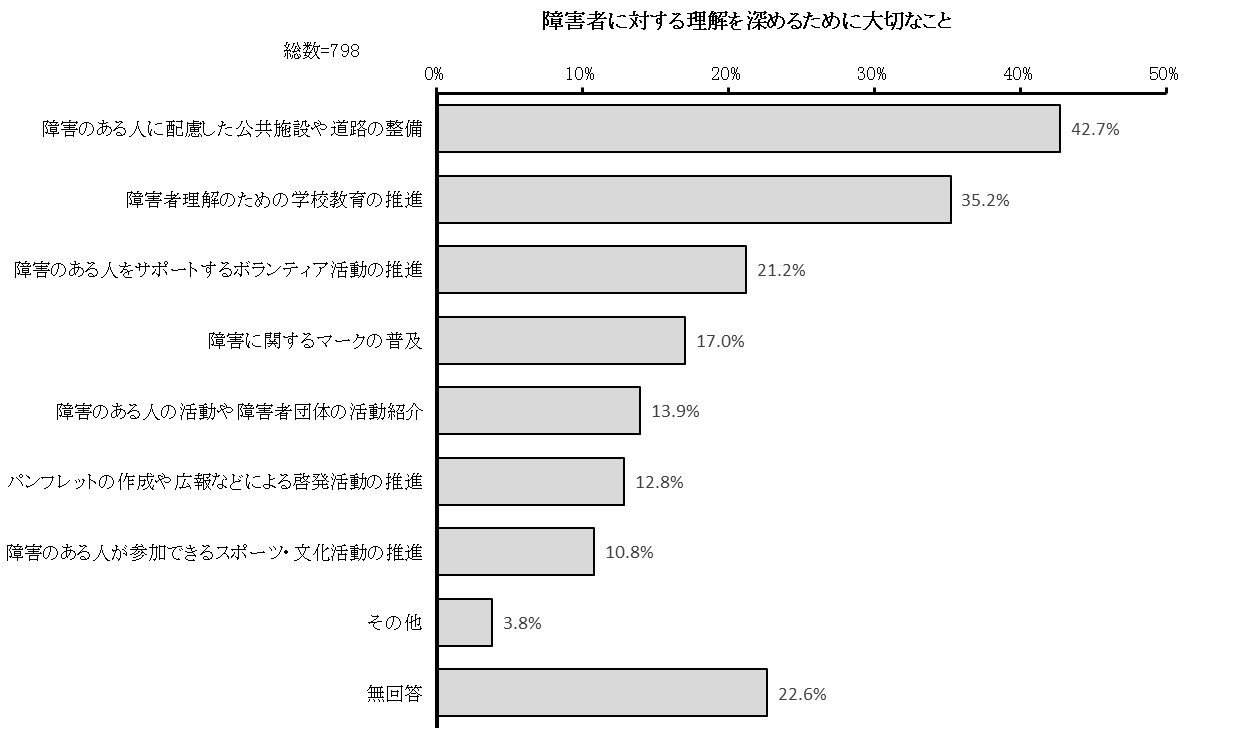 障害者に対する理解を深めるために大切なこと
総数=798
0% 10% 20% 30% 40% 50%
障害のある人に配慮した公共施設や道路の整備 42.7%
障害者理解のための学校教育の推進 35.2%
障害のある人をサポートするボランティア活動の推進 21.2%
障害に関するマークの普及 17.0%
障害のある人の活動や障害者団体の活動紹介 13.9%
パンフレットの作成や広報などによる啓発活動の推進 12.8%
障害のある人が参加できるスポーツ・文化活動の推進 10.8%
その他 3.8%
無回答 22.6%